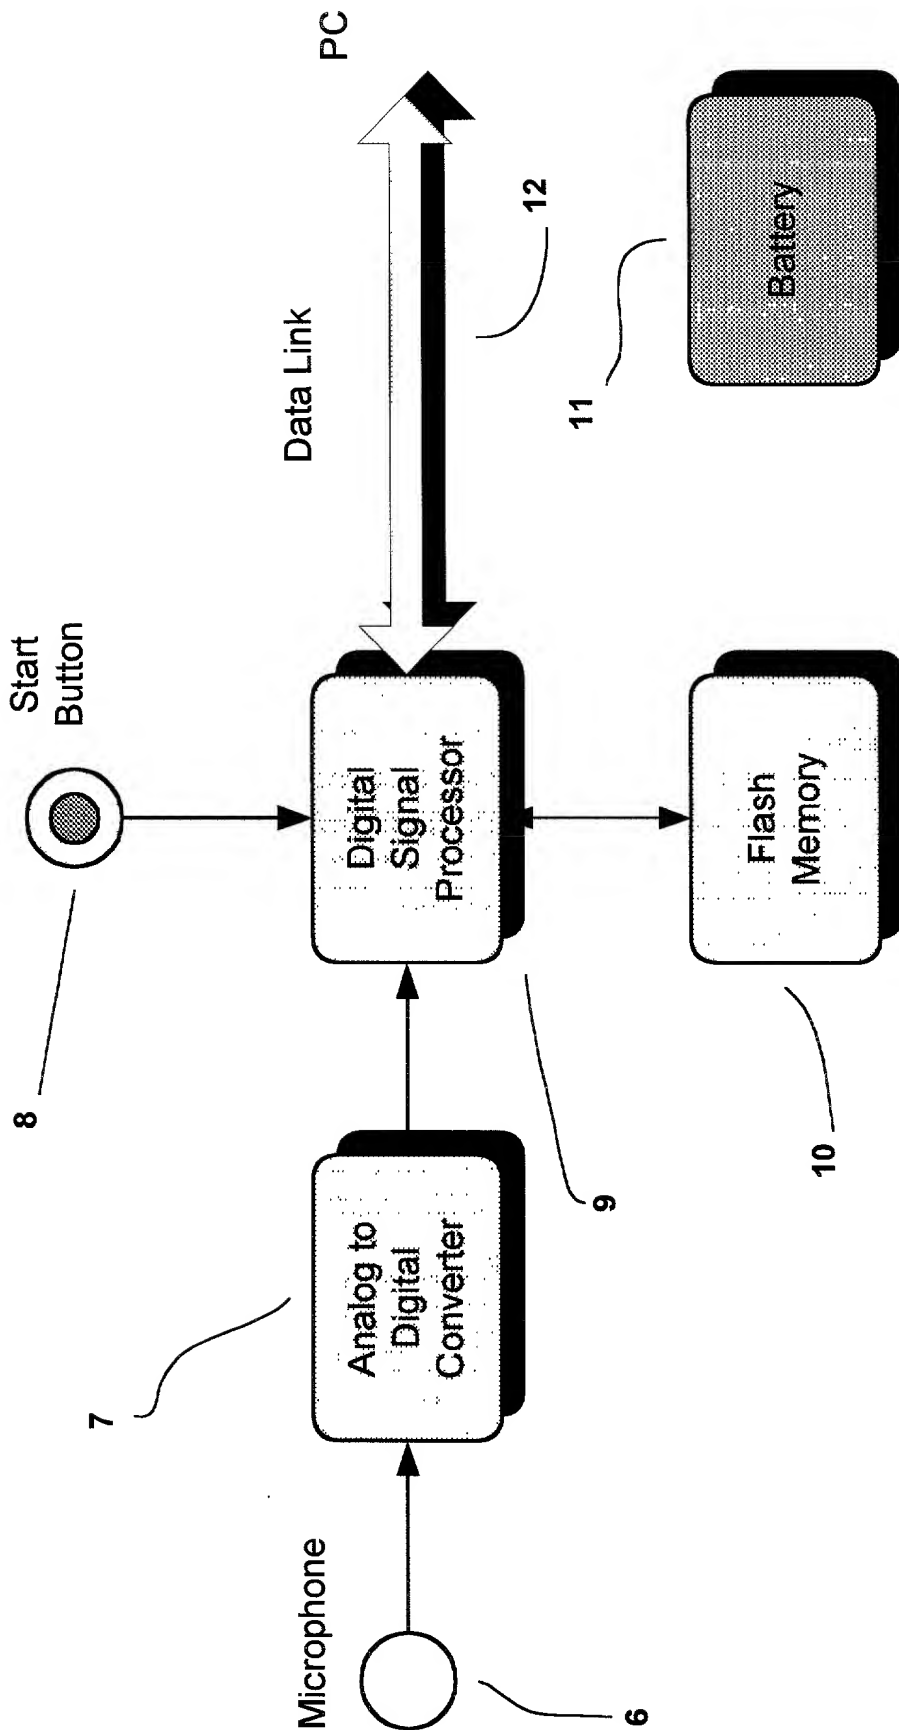 Start
Button
8
Microphone
6
7
Analog to
Digital
Converter
Digital
Signal
Processor
9
Data Link
PC
12
Flash
Memory
10
11
Battery